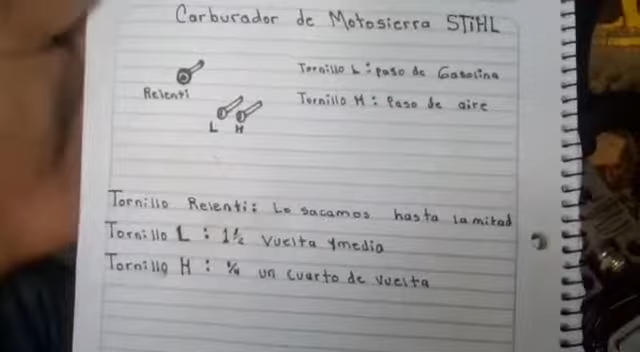 Carburador de Motosierra STiHL
Tornillo L : paso de Gasolina
Relenti
Tornillo H : Paso de aire
L H
Tornillo Relenti: Lo sacamos hasta la mitad
Tornillo L : 1½ Vuelta y media
Tornillo H : ¼ un cuarto de vuelta